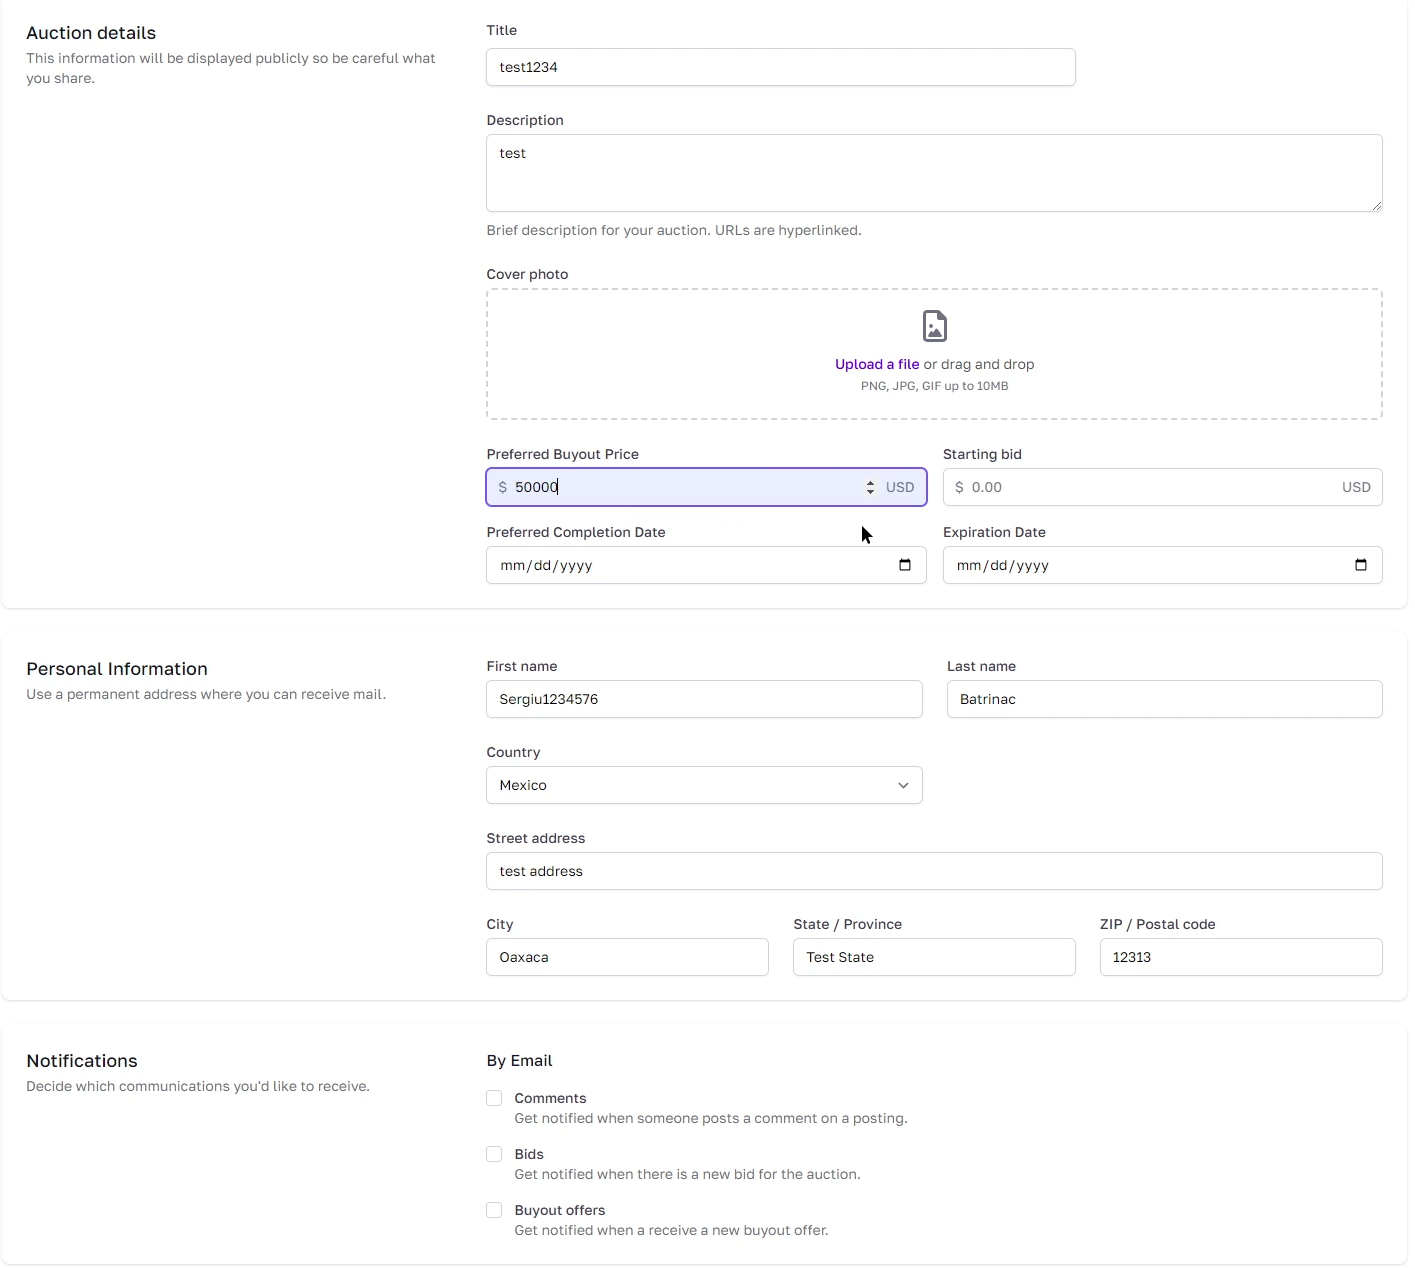 Auction details
This information will be displayed publicly so be careful what
you share.
Title
test1234
Description
test
Brief description for your auction. URLs are hyperlinked.
Cover photo
Upload a file or drag and drop
PNG, JPG, GIF up to 10MB
Preferred Buyout Price
$ 50000 USD
Starting bid
$ 0.00 USD
Preferred Completion Date
mm/dd/yyyy
Expiration Date
mm/dd/yyyy
Personal Information
Use a permanent address where you can receive mail.
First name
Sergiu1234576
Last name
Batrinac
Country
Mexico
Street address
test address
City
Oaxaca
State / Province
Test State
ZIP / Postal code
12313
Notifications
Decide which communications you'd like to receive.
By Email
Comments
Get notified when someone posts a comment on a posting.
Bids
Get notified when there is a new bid for the auction.
Buyout offers
Get notified when a receive a new buyout offer.